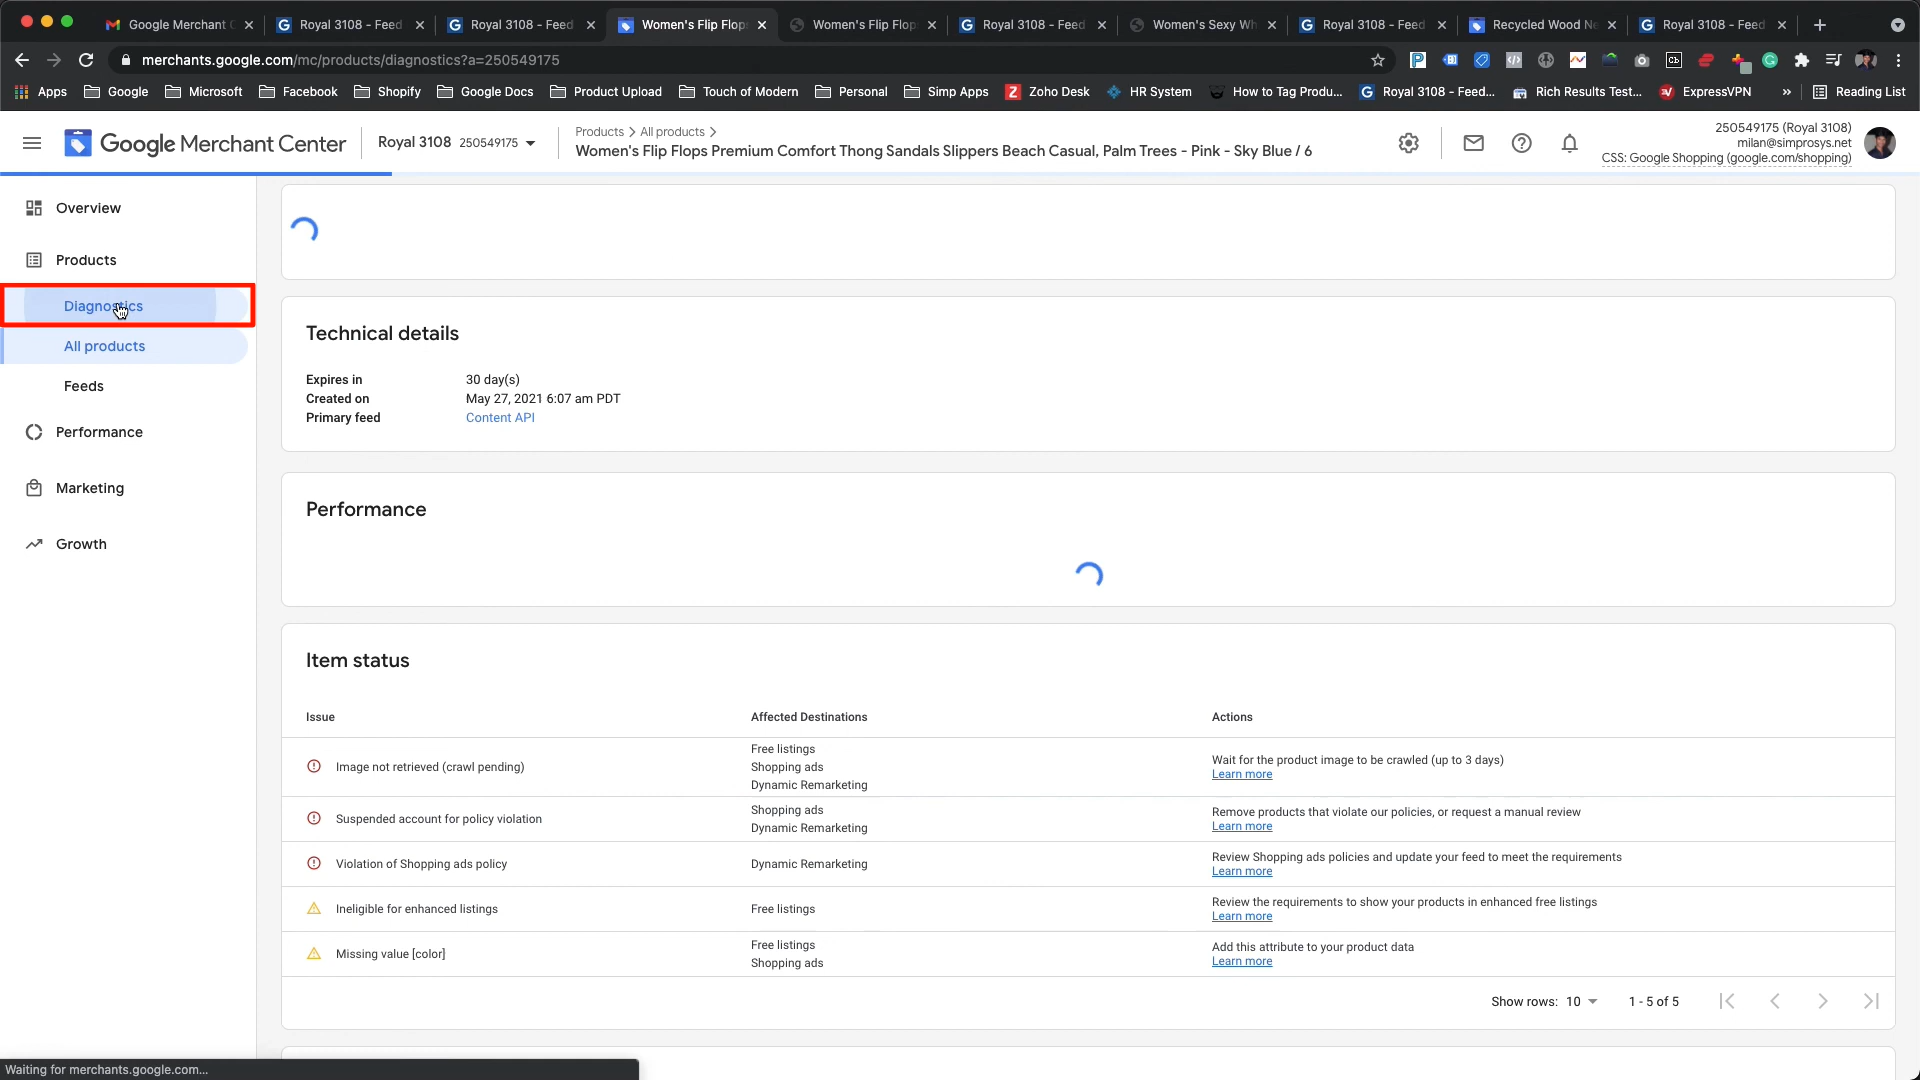 Google Merchant C
Royal 3108 - Feed
Royal 3108 - Feed
Women's Flip Flop
Women's Flip Flop
Royal 3108 - Feed
Women's Sexy Wh
Royal 3108 - Feed
Recycled Wood Ne
Royal 3108 - Feed
merchants.google.com/mc/products/diagnostics?a=250549175
Apps
Google
Microsoft
Facebook
Shopify
Google Docs
Product Upload
Touch of Modern
Personal
Simp Apps
Zoho Desk
HR System
How to Tag Produ...
Royal 3108 - Feed...
Rich Results Test...
ExpressVPN
»
Reading List
Google Merchant Center
Royal 3108 250549175
Products > All products >
Women's Flip Flops Premium Comfort Thong Sandals Slippers Beach Casual, Palm Trees - Pink - Sky Blue / 6
250549175 (Royal 3108)
milan@simprosys.net
CSS: Google Shopping (google.com/shopping)
Overview
Products
Diagnostics
All products
Feeds
Performance
Marketing
Growth
Technical details
Expires in 30 day(s)
Created on May 27, 2021 6:07 am PDT
Primary feed Content API
Performance
Item status
Issue Affected Destinations Actions
Image not retrieved (crawl pending)
Free listings
Shopping ads
Dynamic Remarketing
Wait for the product image to be crawled (up to 3 days)
Learn more
Suspended account for policy violation
Shopping ads
Dynamic Remarketing
Remove products that violate our policies, or request a manual review
Learn more
Violation of Shopping ads policy
Dynamic Remarketing
Review Shopping ads policies and update your feed to meet the requirements
Learn more
Ineligible for enhanced listings
Free listings
Review the requirements to show your products in enhanced free listings
Learn more
Missing value [color]
Free listings
Shopping ads
Add this attribute to your product data
Learn more
Show rows: 10 1 - 5 of 5
Waiting for merchants.google.com...